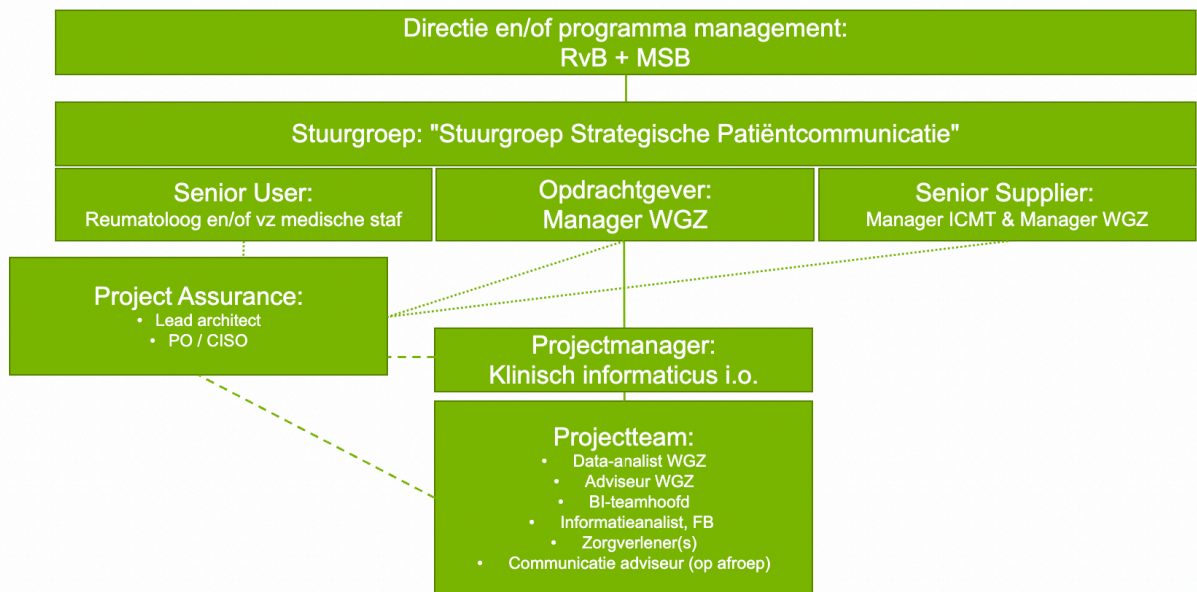 Directie en/of programma management:
RvB + MSB
Stuurgroep: "Stuurgroep Strategische Patiëntcommunicatie"
Senior User:
Reumatoloog en/of vz medische staf
Opdrachtgever:
Manager WGZ
Senior Supplier:
Manager ICMT & Manager WGZ
Project Assurance:
• Lead architect
• PO / CISO
Projectmanager:
Klinisch informaticus i.o.
Projectteam:
• Data-analist WGZ
• Adviseur WGZ
• BI-teamhoofd
• Informatieanalist, FB
• Zorgverlener(s)
• Communicatie adviseur (op afroep)